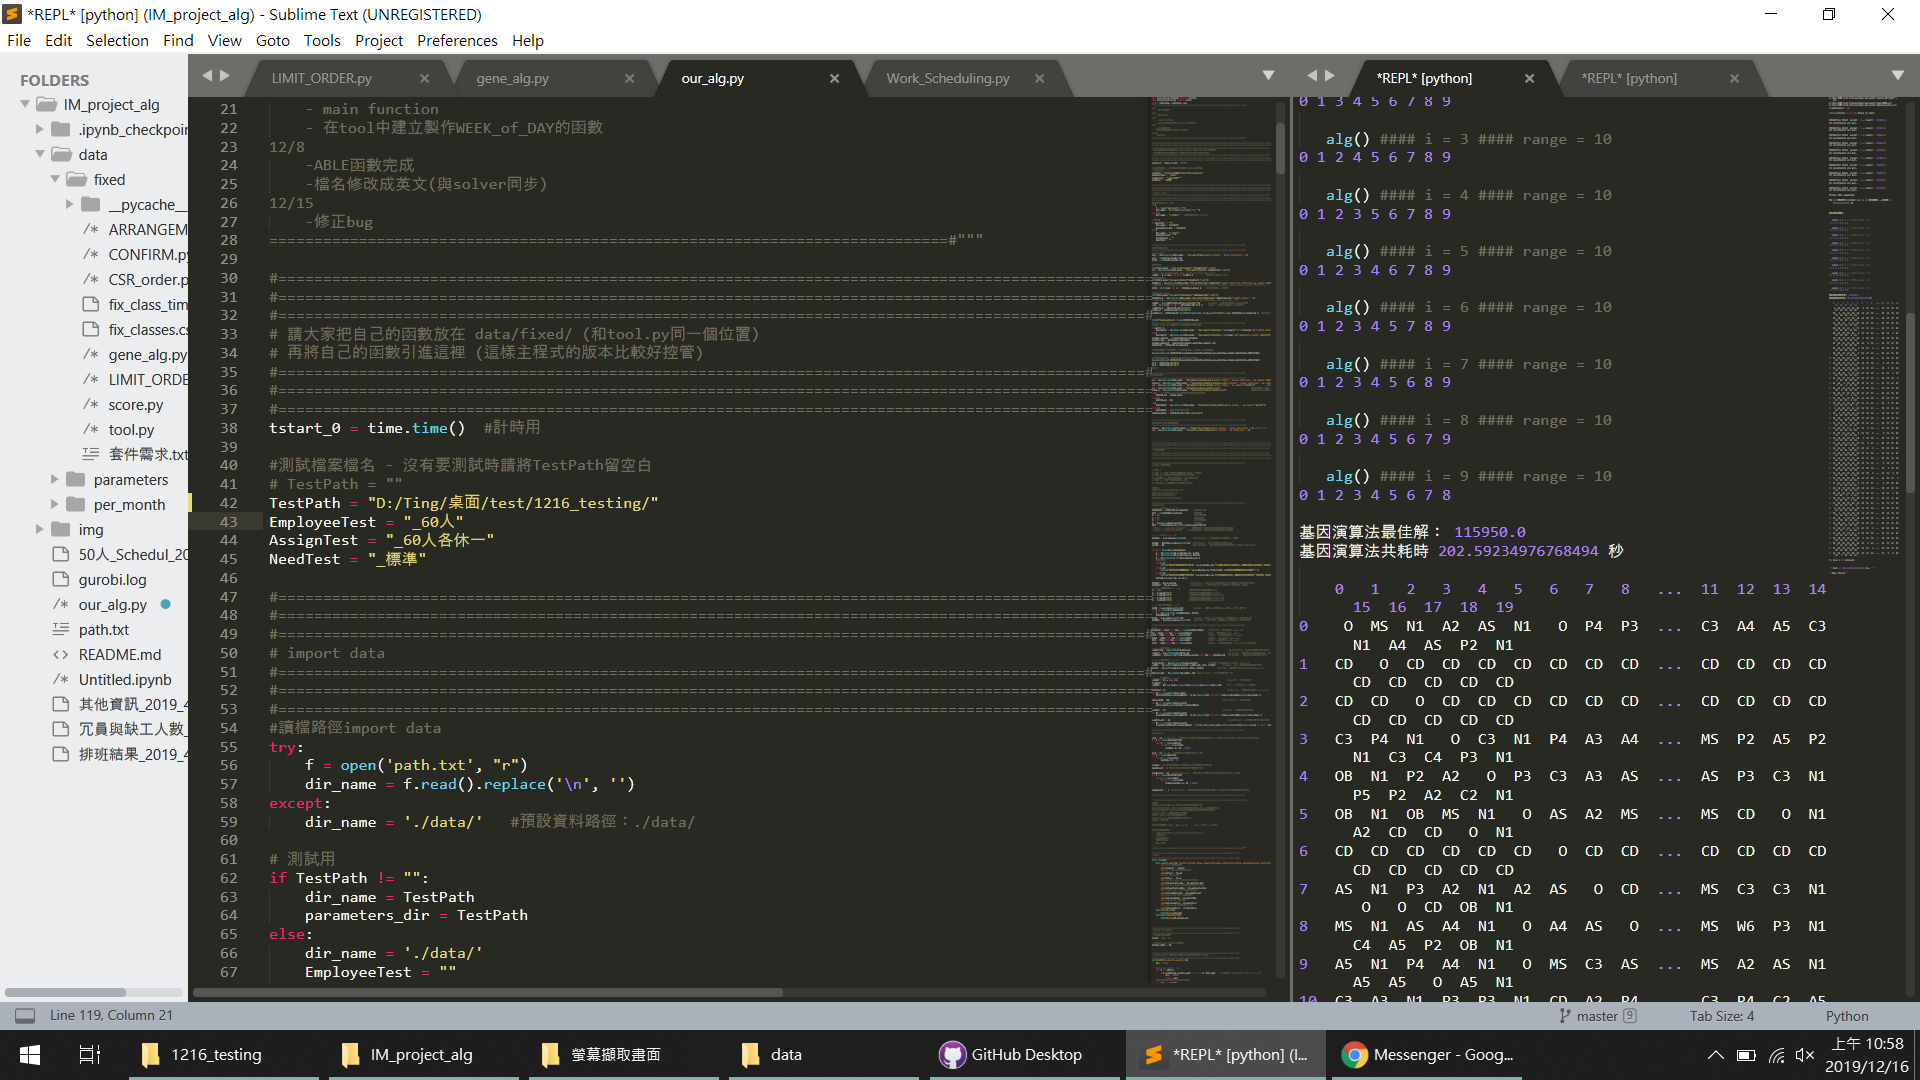 *REPL* [python] (IM_project_alg) - Sublime Text (UNREGISTERED)
File Edit Selection Find View Goto Tools Project Preferences Help
FOLDERS
IM_project_alg
.ipynb_checkpoin
data
fixed
__pycache__
ARRANGEM
CONFIRM.py
CSR_order.p
fix_class_tim
fix_classes.cs
gene_alg.py
LIMIT_ORDE
score.py
tool.py
套件需求.txt
parameters
per_month
img
50人_Schedul_20
gurobi.log
our_alg.py
path.txt
README.md
Untitled.ipynb
其他資訊_2019_4
冗員與缺工人數_
排班結果_2019_4
LIMIT_ORDER.py
gene_alg.py
our_alg.py
Work_Scheduling.py
21 - main function
22 - 在tool中建立製作WEEK_of_DAY的函數
23 12/8
24 -ABLE函數完成
25 -檔名修改成英文(與solver同步)
26 12/15
27 -修正bug
28 ============================================================================#"""
29
30 #==================================================================================================
31 #==================================================================================================
32 #==================================================================================================#
33 # 請大家把自己的函數放在 data/fixed/ (和tool.py同一個位置)
34 # 再將自己的函數引進這裡 (這樣主程式的版本比較好控管)
35 #==================================================================================================#
36 #==================================================================================================
37 #==================================================================================================
38 tstart_0 = time.time()  #計時用
39
40 #測試檔案檔名 - 沒有要測試時請將TestPath留空白
41 # TestPath = ""
42 TestPath = "D:/Ting/桌面/test/1216_testing/"
43 EmployeeTest = "_60人"
44 AssignTest = "_60人各休一"
45 NeedTest = "_標準"
46
47 #==================================================================================================
48 #==================================================================================================
49 #==================================================================================================#
50 # import data
51 #==================================================================================================#
52 #==================================================================================================
53 #==================================================================================================
54 #讀檔路徑import data
55 try:
56 f = open('path.txt', "r")
57 dir_name = f.read().replace('\n', '')
58 except:
59 dir_name = './data/'   #預設資料路徑：./data/
60
61 # 測試用
62 if TestPath != "":
63 dir_name = TestPath
64 parameters_dir = TestPath
65 else:
66 dir_name = './data/'
67 EmployeeTest = ""
*REPL* [python]
*REPL* [python]
0 1 3 4 5 6 7 8 9
alg() #### i = 3 #### range = 10
0 1 2 4 5 6 7 8 9
alg() #### i = 4 #### range = 10
0 1 2 3 5 6 7 8 9
alg() #### i = 5 #### range = 10
0 1 2 3 4 6 7 8 9
alg() #### i = 6 #### range = 10
0 1 2 3 4 5 7 8 9
alg() #### i = 7 #### range = 10
0 1 2 3 4 5 6 8 9
alg() #### i = 8 #### range = 10
0 1 2 3 4 5 6 7 9
alg() #### i = 9 #### range = 10
0 1 2 3 4 5 6 7 8
基因演算法最佳解： 115950.0
基因演算法共耗時 202.59234976768494 秒
0 1 2 3 4 5 6 7 8 ... 11 12 13 14
15 16 17 18 19
0 O MS N1 A2 AS N1 O P4 P3 ... C3 A4 A5 C3
N1 A4 AS P2 N1
1 CD O CD CD CD CD CD CD CD ... CD CD CD CD
CD CD CD CD CD
2 CD CD O CD CD CD CD CD CD ... CD CD CD CD
CD CD CD CD CD
3 C3 P4 N1 O C3 N1 P4 A3 A4 ... MS P2 A5 P2
N1 C3 C4 P3 N1
4 OB N1 P2 A2 O P3 C3 A3 AS ... AS P3 C3 N1
P5 P2 A2 C2 N1
5 OB N1 OB MS N1 O AS A2 MS ... MS CD O N1
A2 CD CD O N1
6 CD CD CD CD CD CD O CD CD ... CD CD CD CD
CD CD CD CD CD
7 AS N1 P3 A2 N1 A2 AS O CD ... MS C3 C3 N1
O O CD OB N1
8 MS N1 AS A4 N1 O A4 AS O ... MS W6 P3 N1
C4 A5 P2 OB N1
9 A5 N1 P4 A4 N1 O MS C3 AS ... MS A2 AS N1
A5 A5 O A5 N1
10 C3 A3 N1 P3 P3 N1 CD A2 P4 ... C3 P4 C2 A5
Line 119, Column 21
master 9
Tab Size: 4
Python
1216_testing
IM_project_alg
螢幕擷取畫面
data
GitHub Desktop
*REPL* [python] (I...
Messenger - Goog...
上午 10:58
2019/12/16